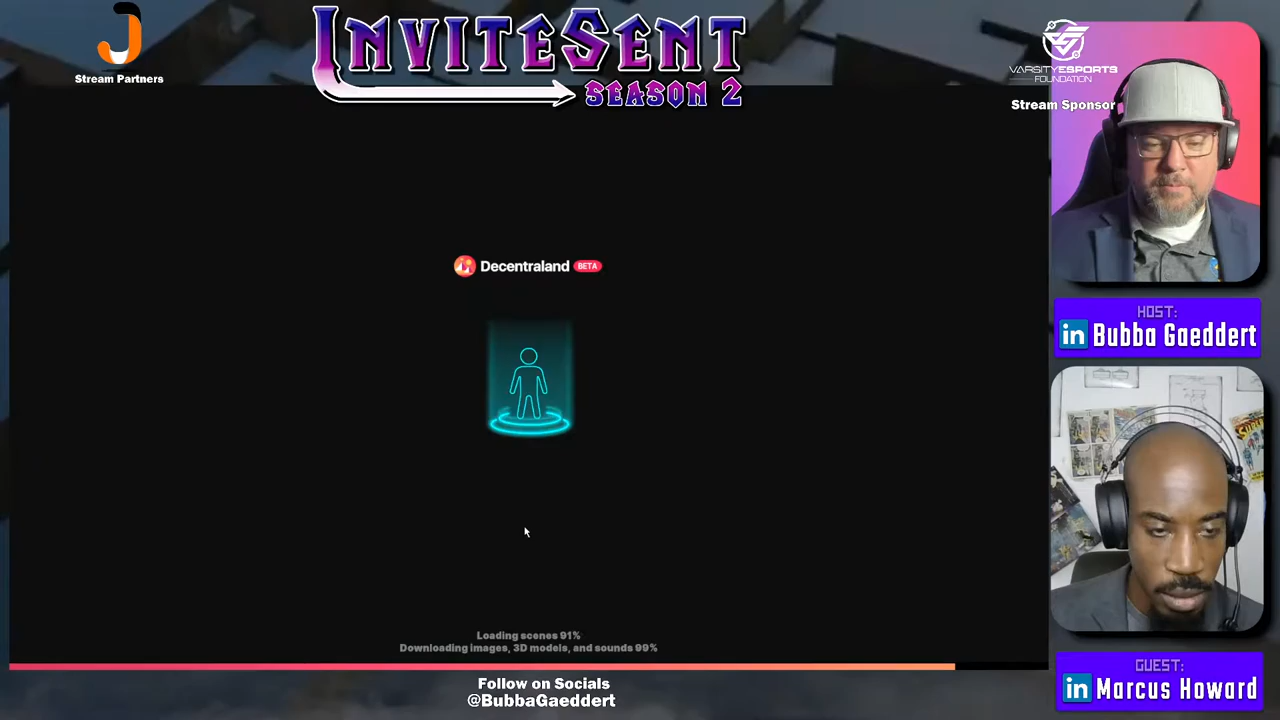 Stream Partners
INVITESENT
SEASON 2
VARSITY ESPORTS
FOUNDATION
Stream Sponsor
Decentraland BETA
HOST:
in Bubba Gaeddert
Loading scenes 91%
Downloading images, 3D models, and sounds 99%
GUEST:
in Marcus Howard
Follow on Socials
@BubbaGaeddert